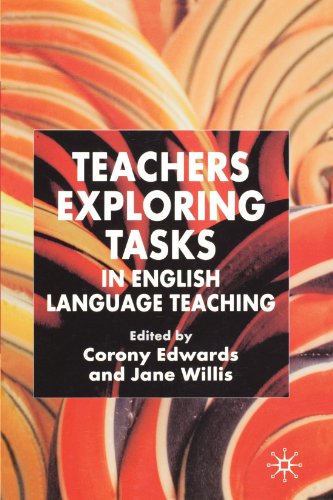 TEACHERS
EXPLORING
TASKS
IN ENGLISH
LANGUAGE TEACHING
Edited by
Corony Edwards
and Jane Willis